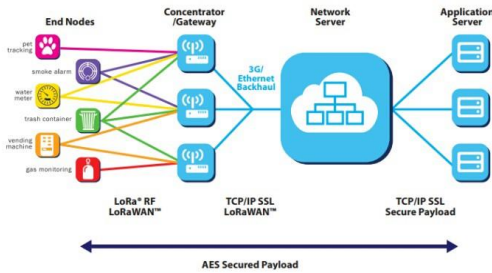 End Nodes
Concentrator
/Gateway
Network
Server
Application
Server
pet
tracking
smoke alarm
water
meter
trash container
vending
machine
gas monitoring
3G/
Ethernet
Backhaul
LoRa® RF
LoRaWAN™
TCP/IP SSL
LoRaWAN™
TCP/IP SSL
Secure Payload
AES Secured Payload